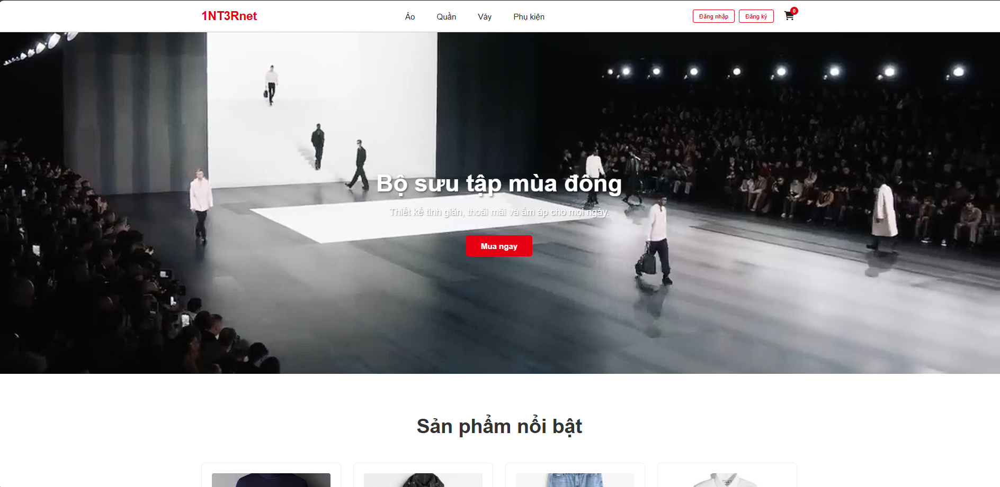 1NT3Rnet
Áo
Quần
Váy
Phụ kiện
Đăng nhập
Đăng ký
0
Bộ sưu tập mùa đông
Thiết kế tinh giản, thoải mái và ấm áp cho mọi ngày.
Mua ngay
Sản phẩm nổi bật